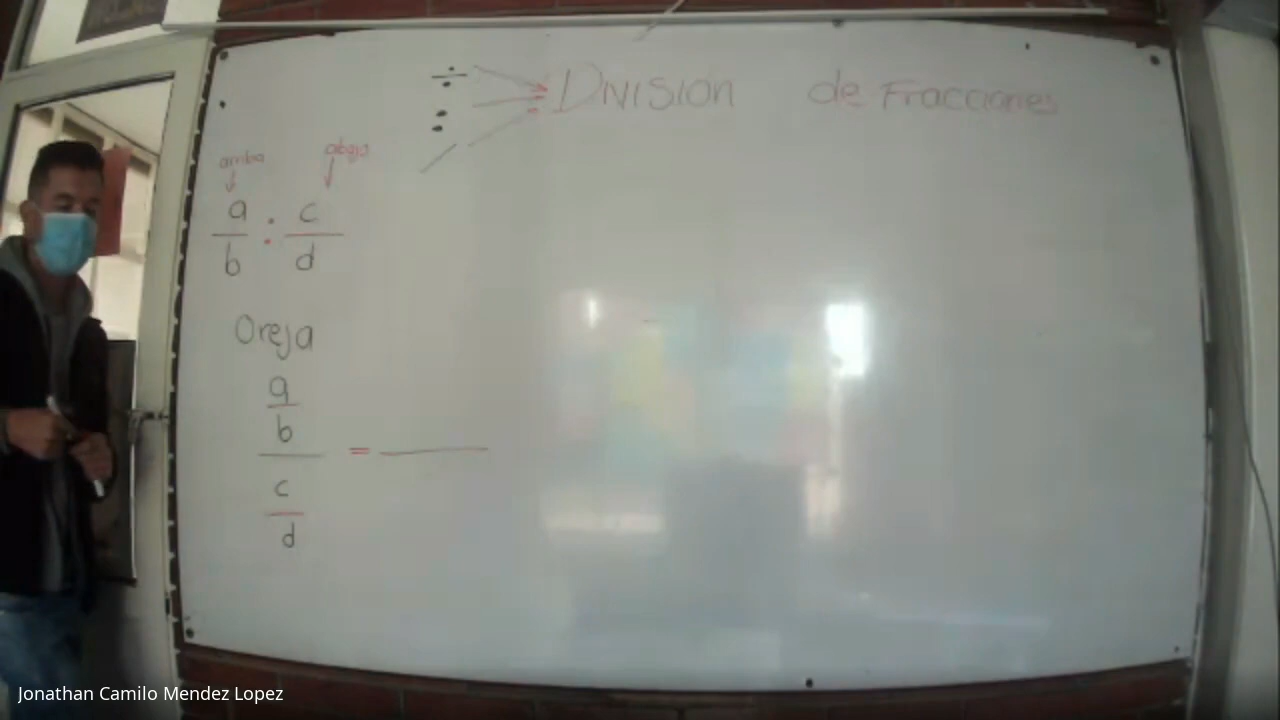 ÷ División de Fracciones
:
/
arriba abajo
a/b : c/d
Oreja
a
b
= 
c
d
Jonathan Camilo Mendez Lopez